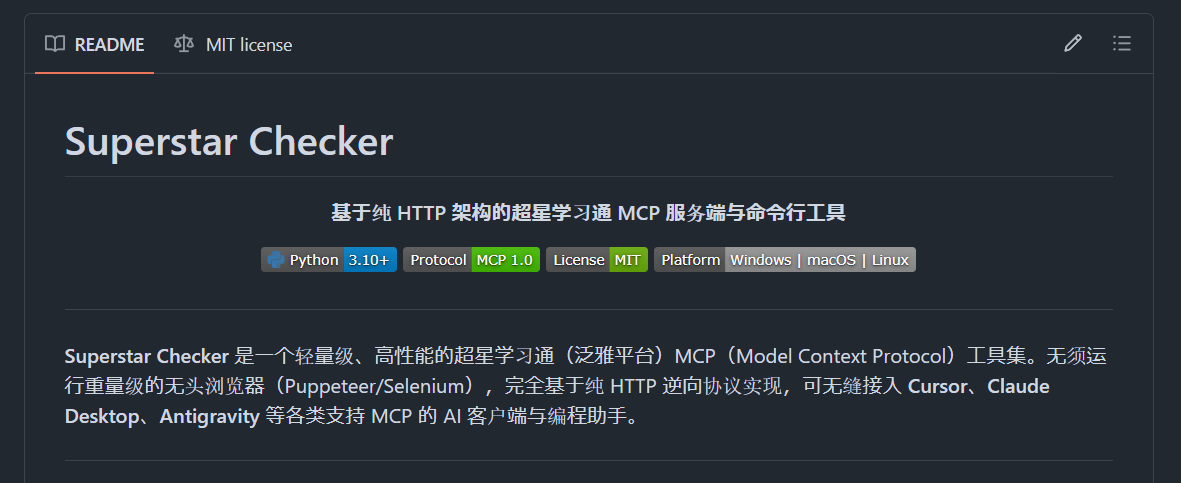 README MIT license
Superstar Checker
基于纯 HTTP 架构的超星学习通 MCP 服务端与命令行工具
Python 3.10+ Protocol MCP 1.0 License MIT Platform Windows | macOS | Linux
Superstar Checker 是一个轻量级、高性能的超星学习通（泛雅平台）MCP（Model Context Protocol）工具集。无须运
行重量级的无头浏览器（Puppeteer/Selenium），完全基于纯 HTTP 逆向协议实现，可无缝接入 Cursor、Claude
Desktop、Antigravity 等各类支持 MCP 的 AI 客户端与编程助手。